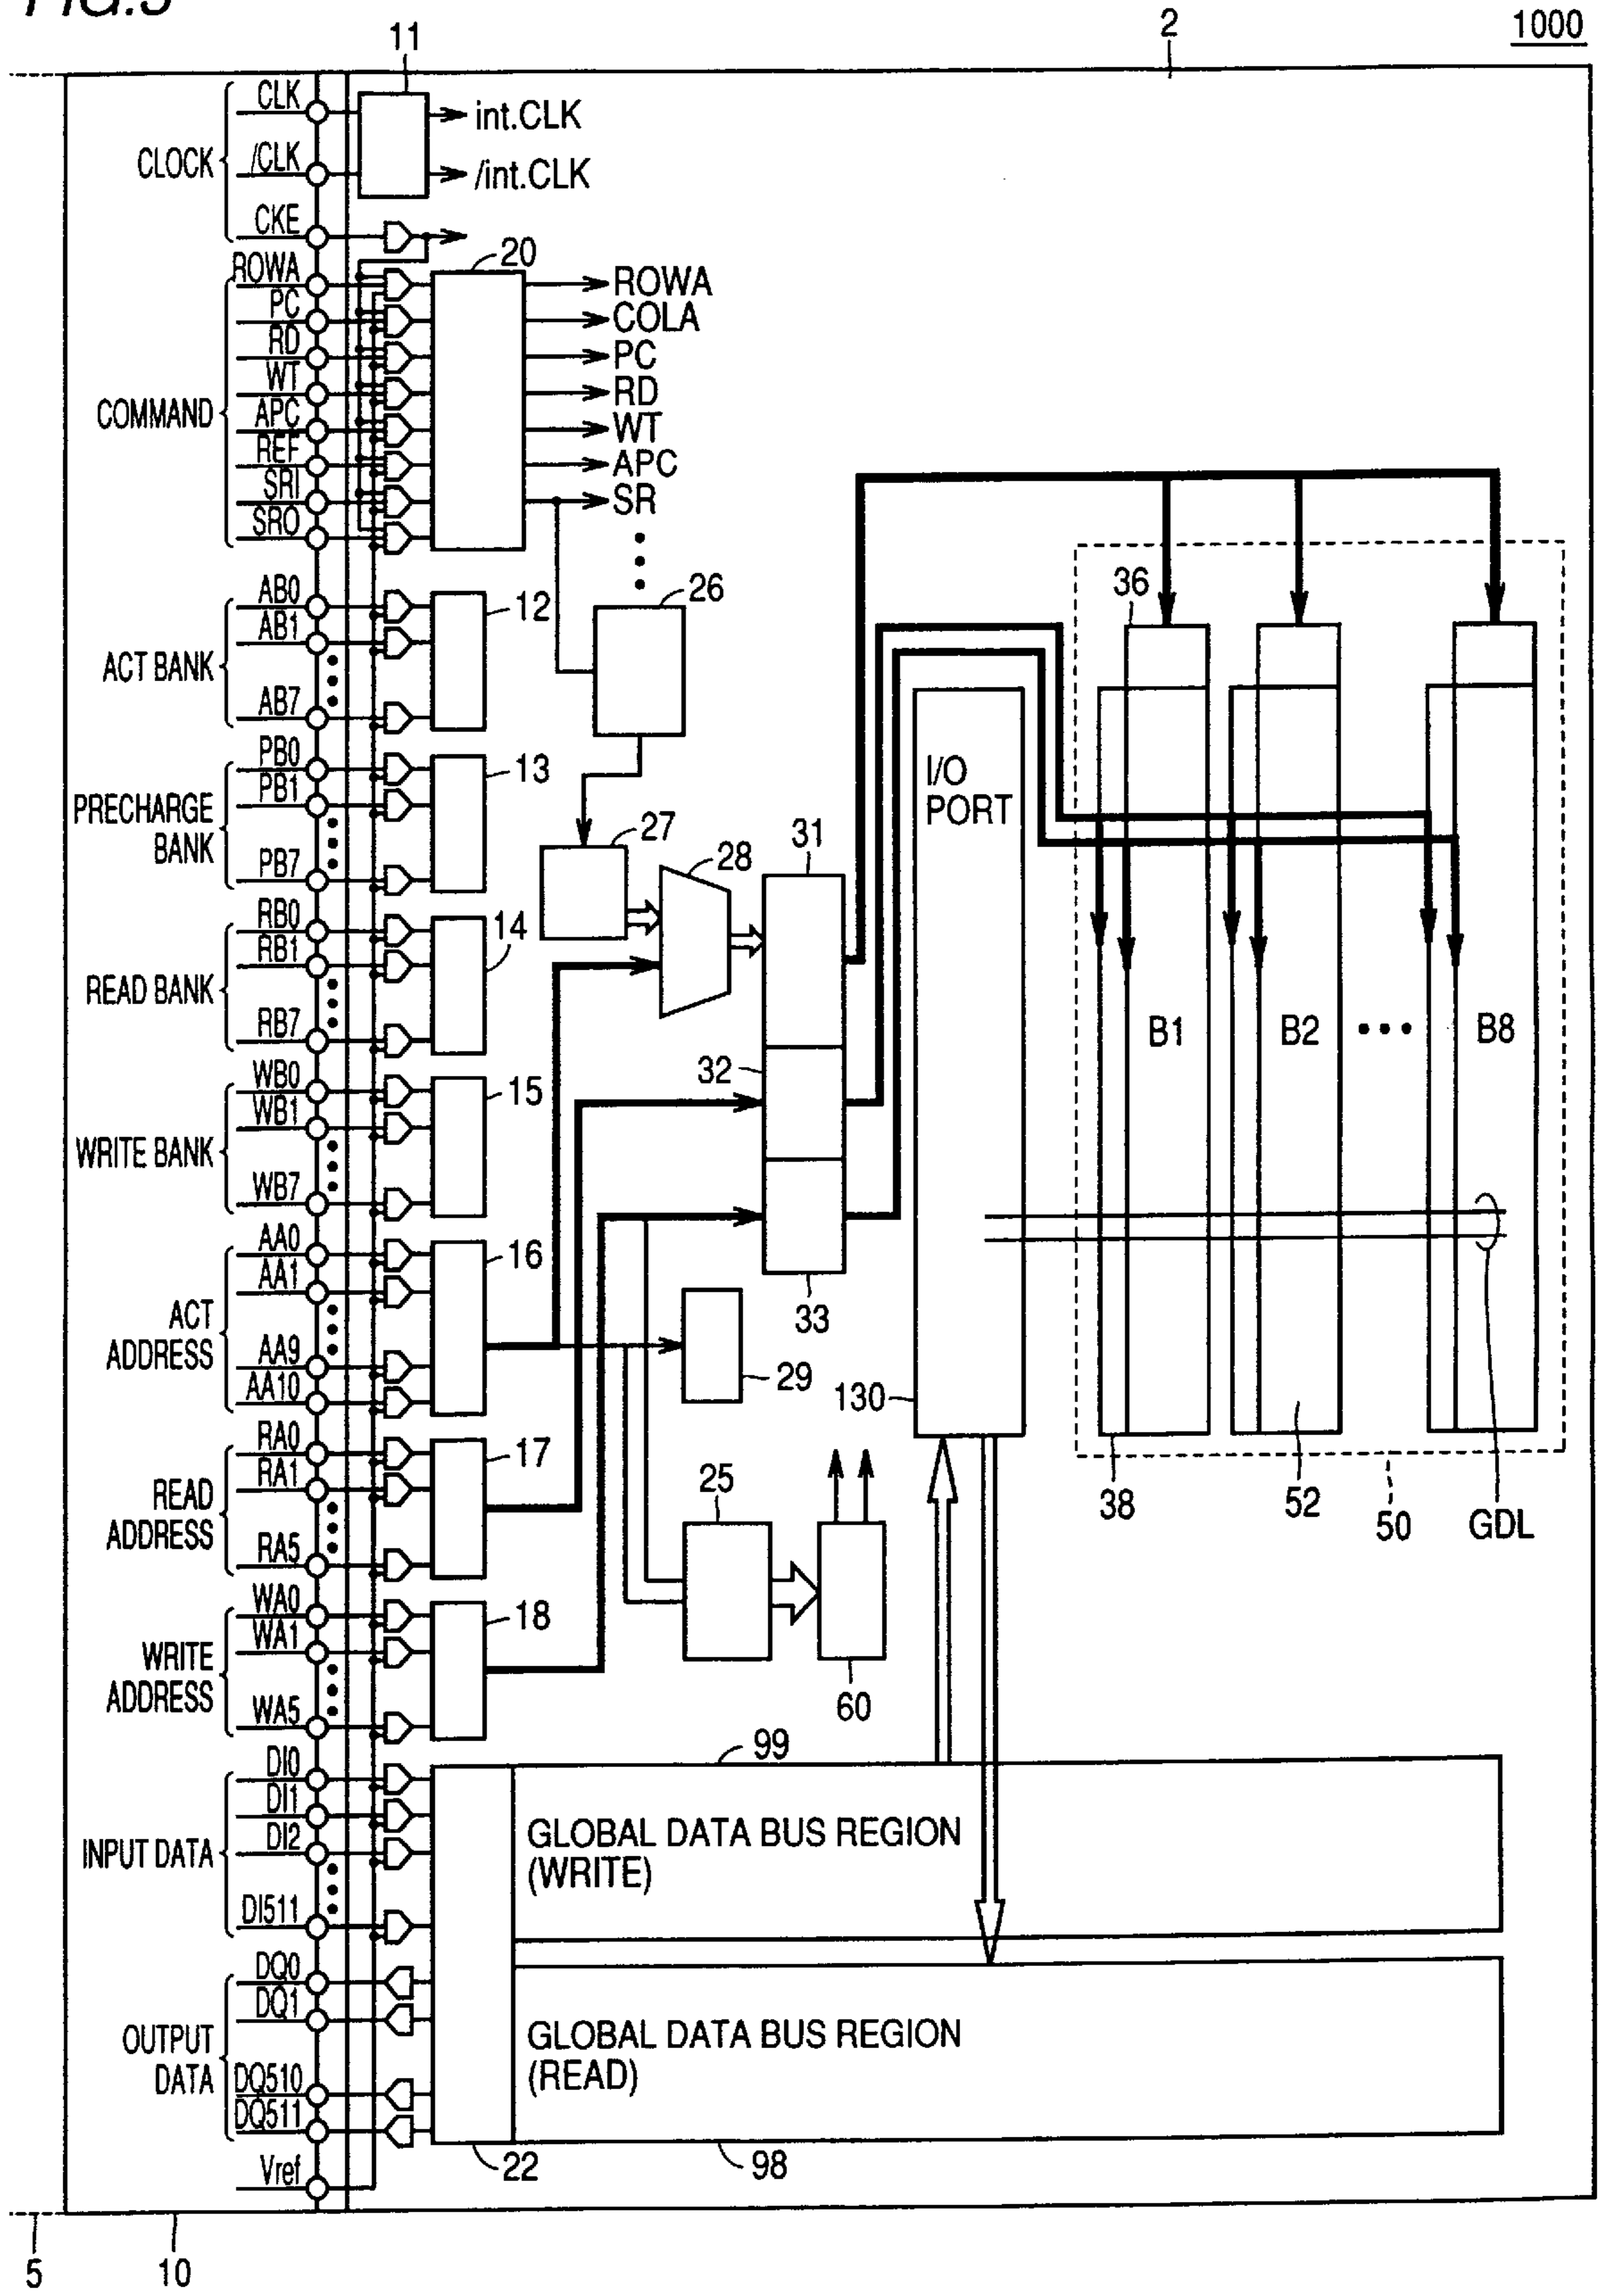 FIG.3
1000
2
11
CLOCK
CLK
/CLK
CKE
int.CLK
/int.CLK
COMMAND
ROWA
PC
RD
WT
APC
REF
SRI
SRO
20
ROWA
COLA
PC
RD
WT
APC
SR
ACT BANK
AB0
AB1
AB7
12
26
36
PRECHARGE
BANK
PB0
PB1
PB7
13
27
28
31
I/O
PORT
READ BANK
RB0
RB1
RB7
14
B1
B2
B8
WRITE BANK
WB0
WB1
WB7
15
32
ACT
ADDRESS
AA0
AA1
AA9
AA10
16
33
29
130
READ
ADDRESS
RA0
RA1
RA5
17
25
38
52
50
GDL
WRITE
ADDRESS
WA0
WA1
WA5
18
60
99
INPUT DATA
DI0
DI1
DI2
DI511
GLOBAL DATA BUS REGION
(WRITE)
OUTPUT
DATA
DQ0
DQ1
DQ510
DQ511
GLOBAL DATA BUS REGION
(READ)
Vref
22
98
5
10